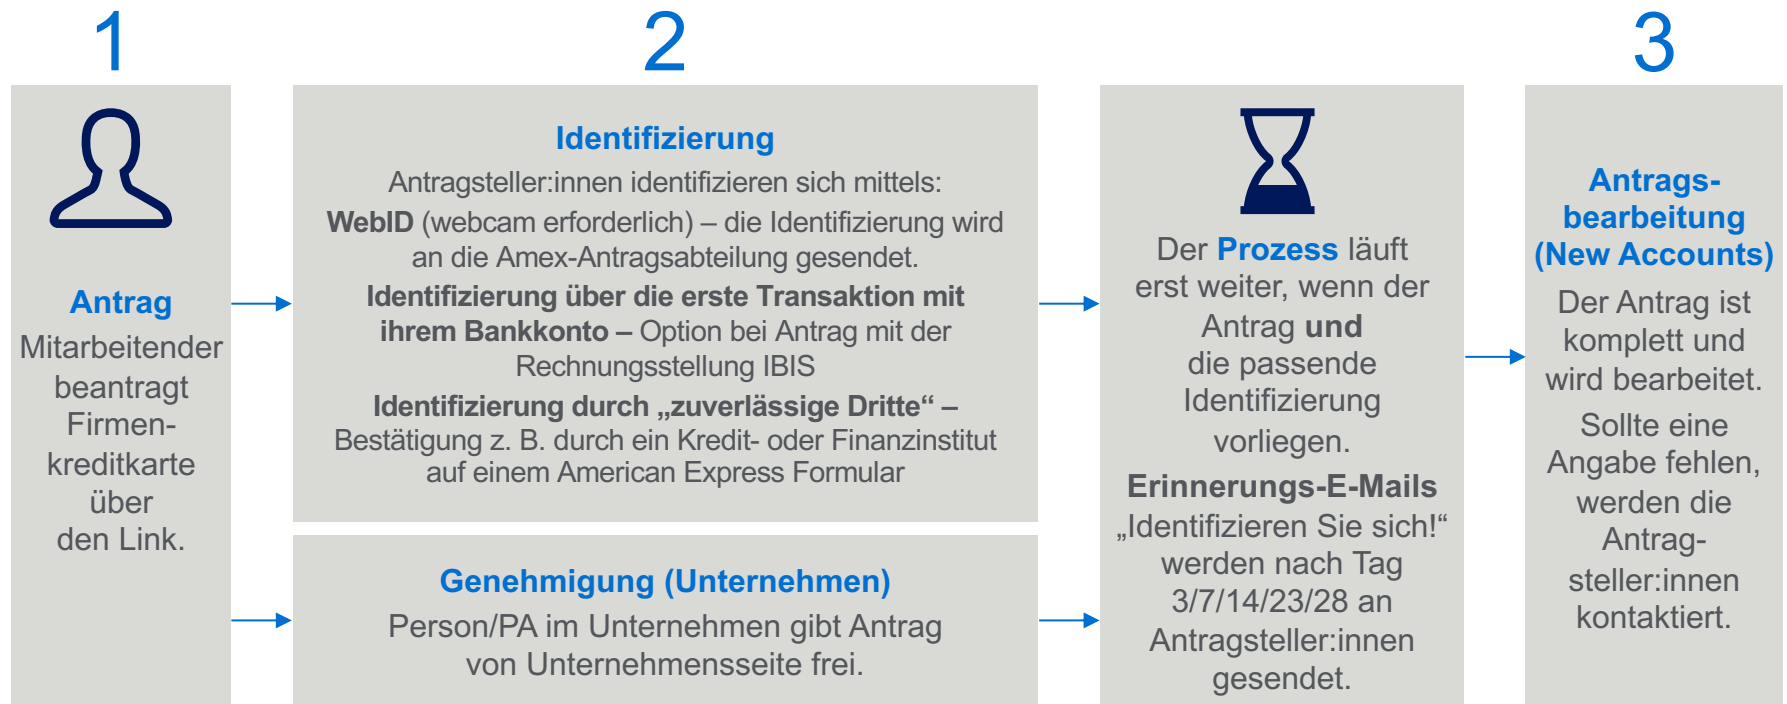 1
Antrag
Mitarbeitender
beantragt
Firmen-
kreditkarte
über
den Link.
2
Identifizierung
Antragsteller:innen identifizieren sich mittels:
WebID (webcam erforderlich) – die Identifizierung wird
an die Amex-Antragsabteilung gesendet.
Identifizierung über die erste Transaktion mit
ihrem Bankkonto – Option bei Antrag mit der
Rechnungsstellung IBIS
Identifizierung durch „zuverlässige Dritte“ –
Bestätigung z. B. durch ein Kredit- oder Finanzinstitut
auf einem American Express Formular
Genehmigung (Unternehmen)
Person/PA im Unternehmen gibt Antrag
von Unternehmensseite frei.
Der Prozess läuft
erst weiter, wenn der
Antrag und
die passende
Identifizierung
vorliegen.
Erinnerungs-E-Mails
„Identifizieren Sie sich!“
werden nach Tag
3/7/14/23/28 an
Antragsteller:innen
gesendet.
3
Antrags-
bearbeitung
(New Accounts)
Der Antrag ist
komplett und
wird bearbeitet.
Sollte eine
Angabe fehlen,
werden die
Antrag-
steller:innen
kontaktiert.